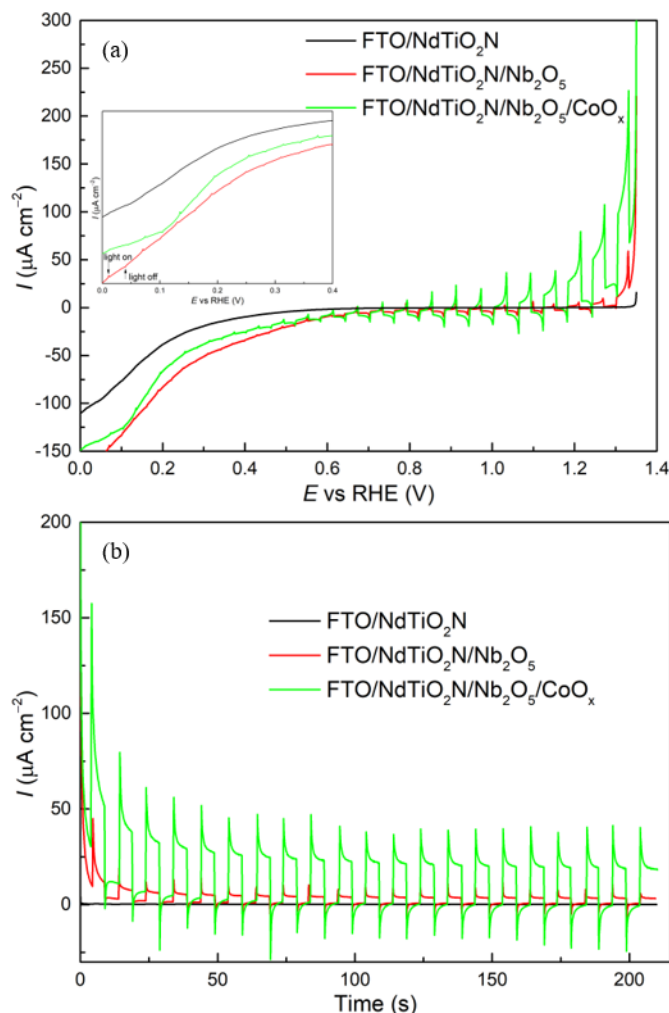 300
250
200
150
100
50
0
-50
-100
-150
I (μA cm⁻²)
(a)
FTO/NdTiO₂N
FTO/NdTiO₂N/Nb₂O₅
FTO/NdTiO₂N/Nb₂O₅/CoOₓ
I (μA cm⁻²)
light on
light off
0.0 0.1 0.2 0.3 0.4
E vs RHE (V)
0.0 0.2 0.4 0.6 0.8 1.0 1.2 1.4
E vs RHE (V)
200
150
100
50
0
I (μA cm⁻²)
(b)
FTO/NdTiO₂N
FTO/NdTiO₂N/Nb₂O₅
FTO/NdTiO₂N/Nb₂O₅/CoOₓ
0 50 100 150 200
Time (s)